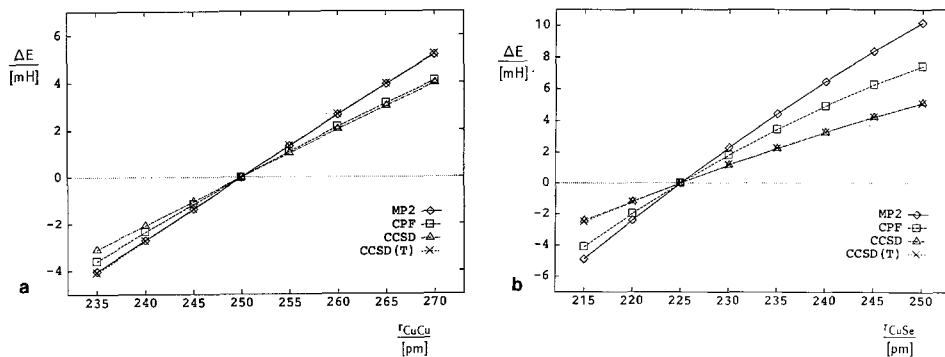 ΔE
[mH]
6
4
2
0
-2
-4
MP2
CPF
CCSD
CCSD(T)
235 240 245 250 255 260 265 270
a
rCuCu
[pm]
ΔE
[mH]
10
8
6
4
2
0
-2
-4
-6
MP2
CPF
CCSD
CCSD(T)
215 220 225 230 235 240 245 250
b
rCuSe
[pm]